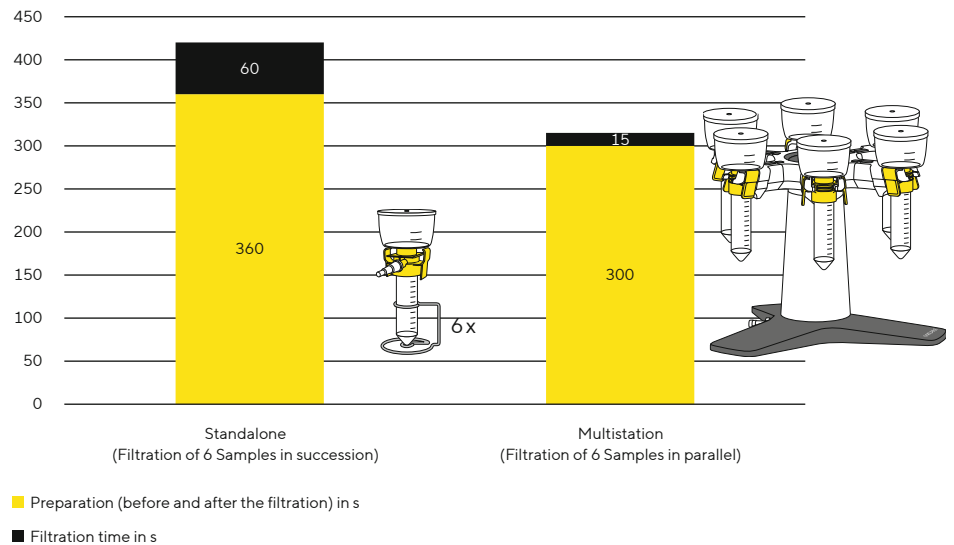 450
400
350
300
250
200
150
100
50
0
60
360
15
300
6x
Standalone
(Filtration of 6 Samples in succession)
Multistation
(Filtration of 6 Samples in parallel)
Preparation (before and after the filtration) in s
Filtration time in s